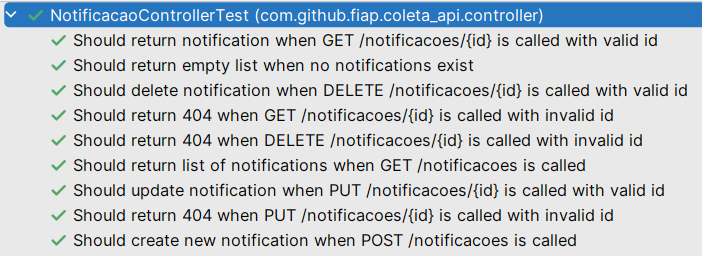 NotificacaoControllerTest (com.github.fiap.coleta_api.controller)
Should return notification when GET /notificacoes/{id} is called with valid id
Should return empty list when no notifications exist
Should delete notification when DELETE /notificacoes/{id} is called with valid id
Should return 404 when GET /notificacoes/{id} is called with invalid id
Should return 404 when DELETE /notificacoes/{id} is called with invalid id
Should return list of notifications when GET /notificacoes is called
Should update notification when PUT /notificacoes/{id} is called with valid id
Should return 404 when PUT /notificacoes/{id} is called with invalid id
Should create new notification when POST /notificacoes is called